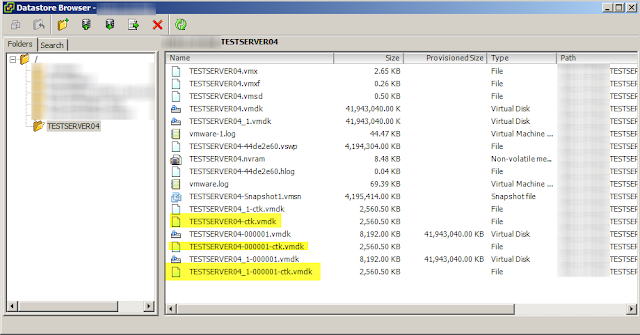 Datastore Browser -
Folders Search
TESTSERVER04
/
TESTSERVER04
Name Size Provisioned Size Type Path
TESTSERVER04.vmx 2.65 KB File TESTSER
TESTSERVER04.vmxf 0.26 KB File TESTSER
TESTSERVER04.vmsd 0.50 KB File TESTSER
TESTSERVER04.vmdk 41,943,040.00 K Virtual Disk TESTSER
TESTSERVER04_1.vmdk 41,943,040.00 K Virtual Disk TESTSER
vmware-1.log 44.47 KB Virtual Machine ... TESTSER
TESTSERVER04-44de2e60.vswp 4,194,304.00 KB File TESTSER
TESTSERVER04.nvram 8.48 KB Non-volatile me... TESTSER
TESTSERVER04-44de2e60.hlog 0.04 KB File TESTSER
vmware.log 69.39 KB Virtual Machine ... TESTSER
TESTSERVER04-Snapshot1.vmsn 4,195,414.00 KB Snapshot file TESTSER
TESTSERVER04_1-ctk.vmdk 2,560.50 KB File TESTSER
TESTSERVER04-ctk.vmdk 2,560.50 KB File TESTSER
TESTSERVER04-000001.vmdk 8,192.00 KB 41,943,040.00 KB Virtual Disk TESTSER
TESTSERVER04-000001-ctk.vmdk 2,560.50 KB File TESTSER
TESTSERVER04_1-000001.vmdk 8,192.00 KB 41,943,040.00 KB Virtual Disk TESTSER
TESTSERVER04_1-000001-ctk.vmdk 2,560.50 KB File TESTSER